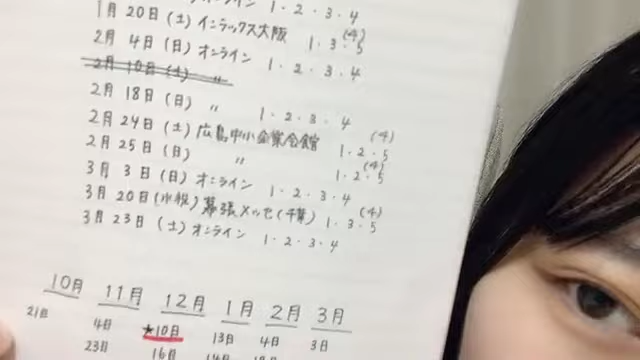 オンライン 1・2・3・4
1月20日(土)インテックス大阪 1・3・5 (4)
2月 4日(日)オンライン 1・2・3・4
2月10日(土) 〃
2月18日(日) 〃 1・2・3・4
2月24日(土)広島中小企業会館 1・2・5 (4)
2月25日(日) 〃 1・2・5 (4)
3月 3日(日)オンライン 1・2・3・4
3月20日(水祝)幕張メッセ(千葉) 1・3・5 (4)
3月23日(土)オンライン 1・2・3・4
10月 11月 12月 1月 2月 3月
21日 4日 ★10日 13日 4日 3日
23日 16日